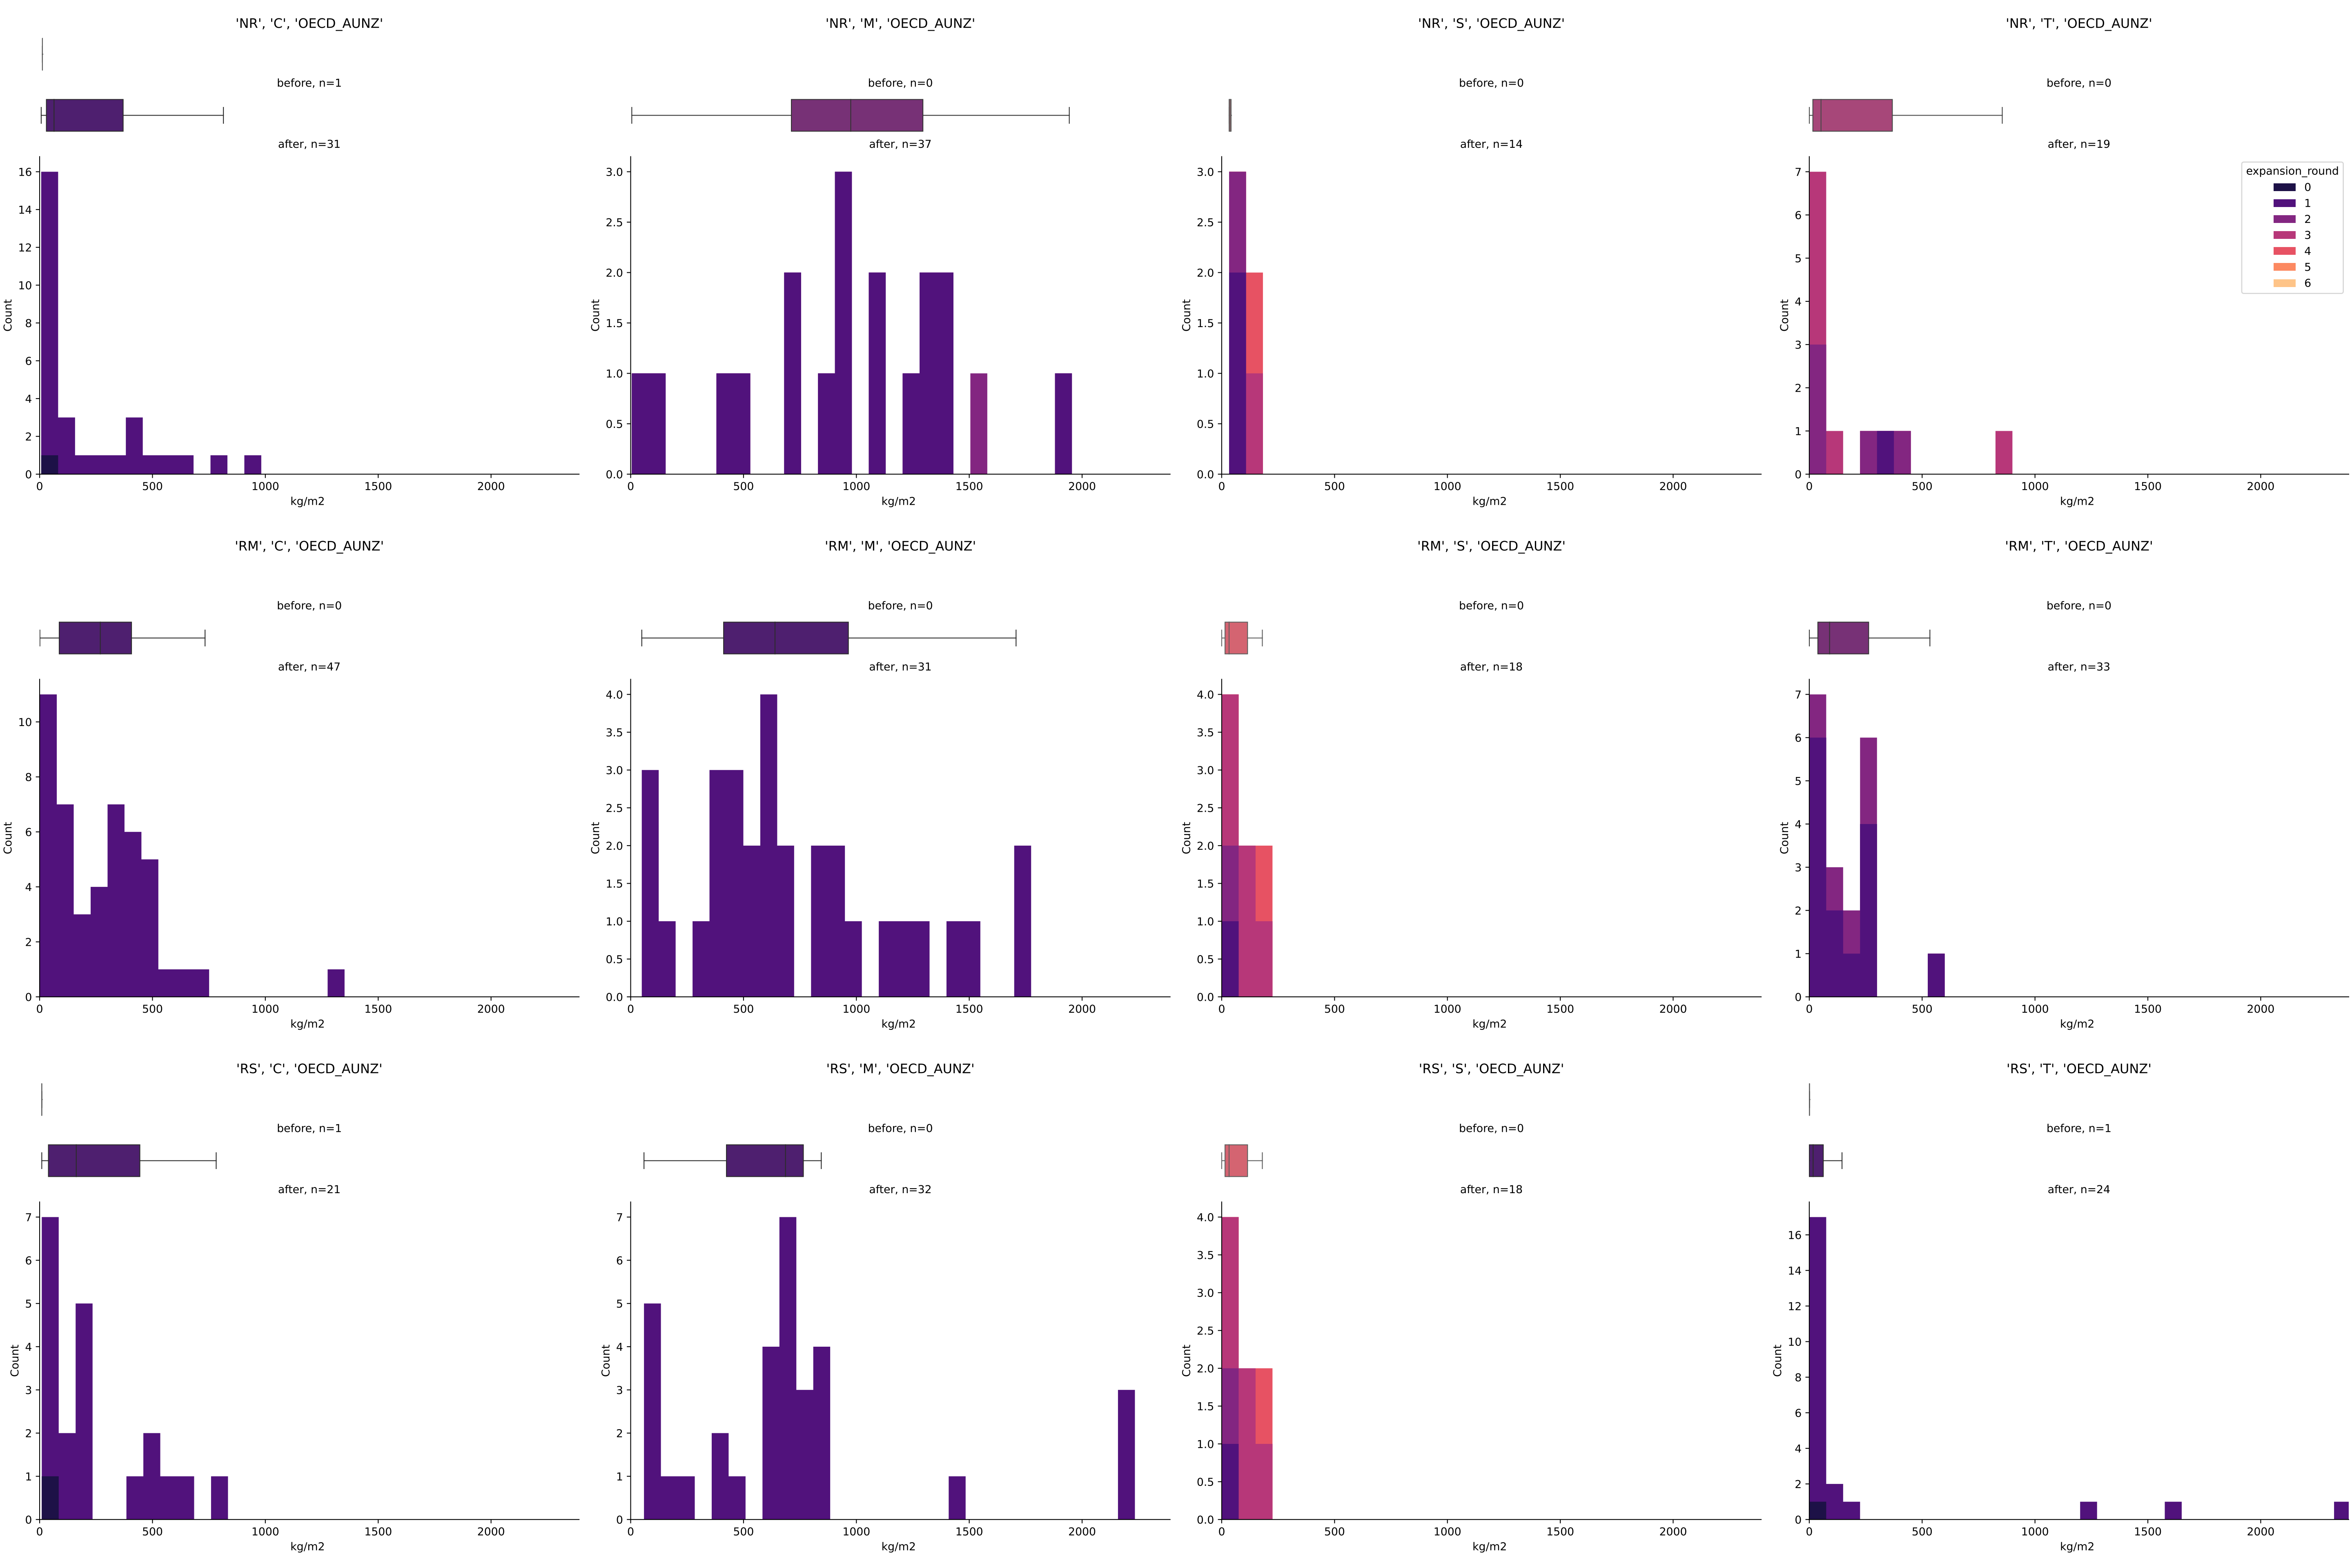 'NR', 'C', 'OECD_AUNZ'
before, n=1
after, n=31
16
14
12
10
8
6
4
2
0
Count
0 500 1000 1500 2000
kg/m2
'NR', 'M', 'OECD_AUNZ'
before, n=0
after, n=37
3.0
2.5
2.0
1.5
1.0
0.5
0.0
Count
0 500 1000 1500 2000
kg/m2
'NR', 'S', 'OECD_AUNZ'
before, n=0
after, n=14
3.0
2.5
2.0
1.5
1.0
0.5
0.0
Count
0 500 1000 1500 2000
kg/m2
'NR', 'T', 'OECD_AUNZ'
before, n=0
after, n=19
7
6
5
4
3
2
1
0
Count
0 500 1000 1500 2000
kg/m2
expansion_round
0
1
2
3
4
5
6
'RM', 'C', 'OECD_AUNZ'
before, n=0
after, n=47
10
8
6
4
2
0
Count
0 500 1000 1500 2000
kg/m2
'RM', 'M', 'OECD_AUNZ'
before, n=0
after, n=31
4.0
3.5
3.0
2.5
2.0
1.5
1.0
0.5
0.0
Count
0 500 1000 1500 2000
kg/m2
'RM', 'S', 'OECD_AUNZ'
before, n=0
after, n=18
4.0
3.5
3.0
2.5
2.0
1.5
1.0
0.5
0.0
Count
0 500 1000 1500 2000
kg/m2
'RM', 'T', 'OECD_AUNZ'
before, n=0
after, n=33
7
6
5
4
3
2
1
0
Count
0 500 1000 1500 2000
kg/m2
'RS', 'C', 'OECD_AUNZ'
before, n=1
after, n=21
7
6
5
4
3
2
1
0
Count
0 500 1000 1500 2000
kg/m2
'RS', 'M', 'OECD_AUNZ'
before, n=0
after, n=32
7
6
5
4
3
2
1
0
Count
0 500 1000 1500 2000
kg/m2
'RS', 'S', 'OECD_AUNZ'
before, n=0
after, n=18
4.0
3.5
3.0
2.5
2.0
1.5
1.0
0.5
0.0
Count
0 500 1000 1500 2000
kg/m2
'RS', 'T', 'OECD_AUNZ'
before, n=1
after, n=24
16
14
12
10
8
6
4
2
0
Count
0 500 1000 1500 2000
kg/m2